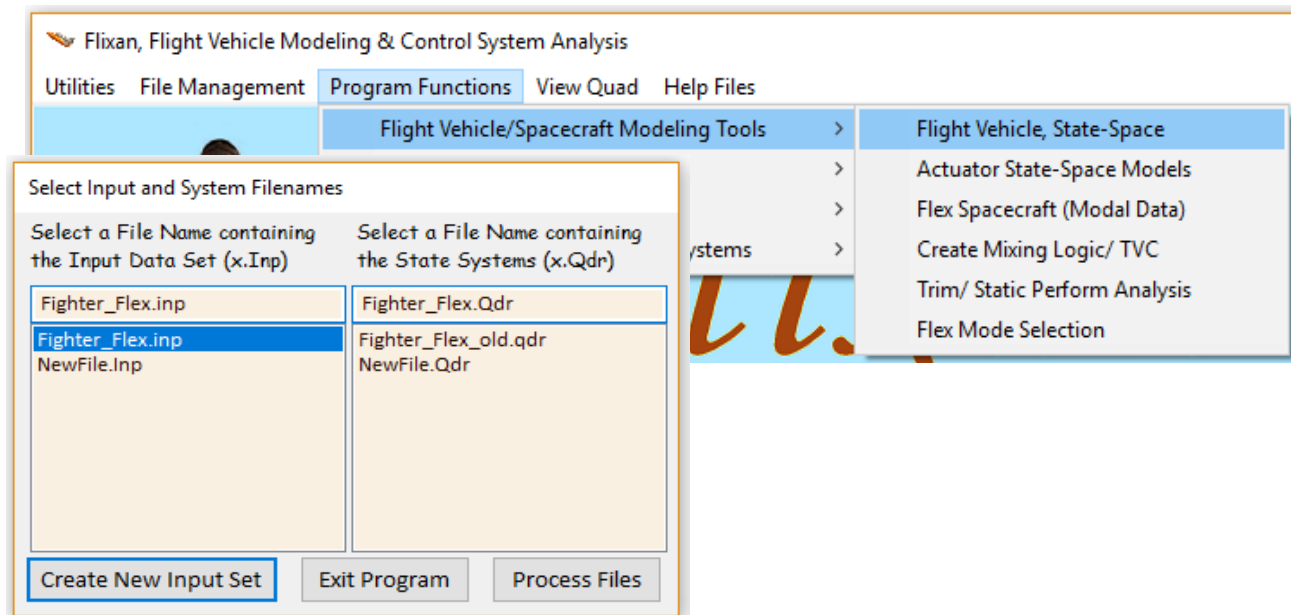 Flixan, Flight Vehicle Modeling & Control System Analysis
Utilities File Management Program Functions View Quad Help Files
Flight Vehicle/Spacecraft Modeling Tools >
>
>
ystems >
Flight Vehicle, State-Space
Actuator State-Space Models
Flex Spacecraft (Modal Data)
Create Mixing Logic/ TVC
Trim/ Static Perform Analysis
Flex Mode Selection
Select Input and System Filenames
Select a File Name containing
the Input Data Set (x.Inp)
Select a File Name containing
the State Systems (x.Qdr)
Fighter_Flex.inp
Fighter_Flex.Qdr
Fighter_Flex.inp
NewFile.Inp
Fighter_Flex_old.qdr
NewFile.Qdr
Create New Input Set
Exit Program
Process Files